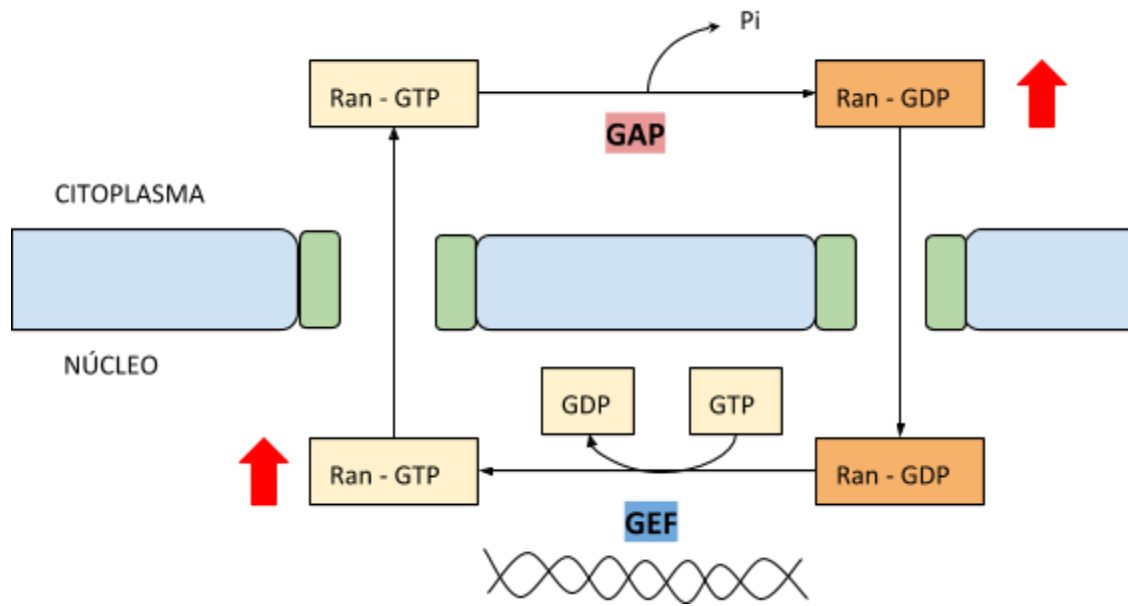 Pi
Ran - GTP
Ran - GDP
GAP
CITOPLASMA
NÚCLEO
GDP
GTP
Ran - GTP
Ran - GDP
GEF